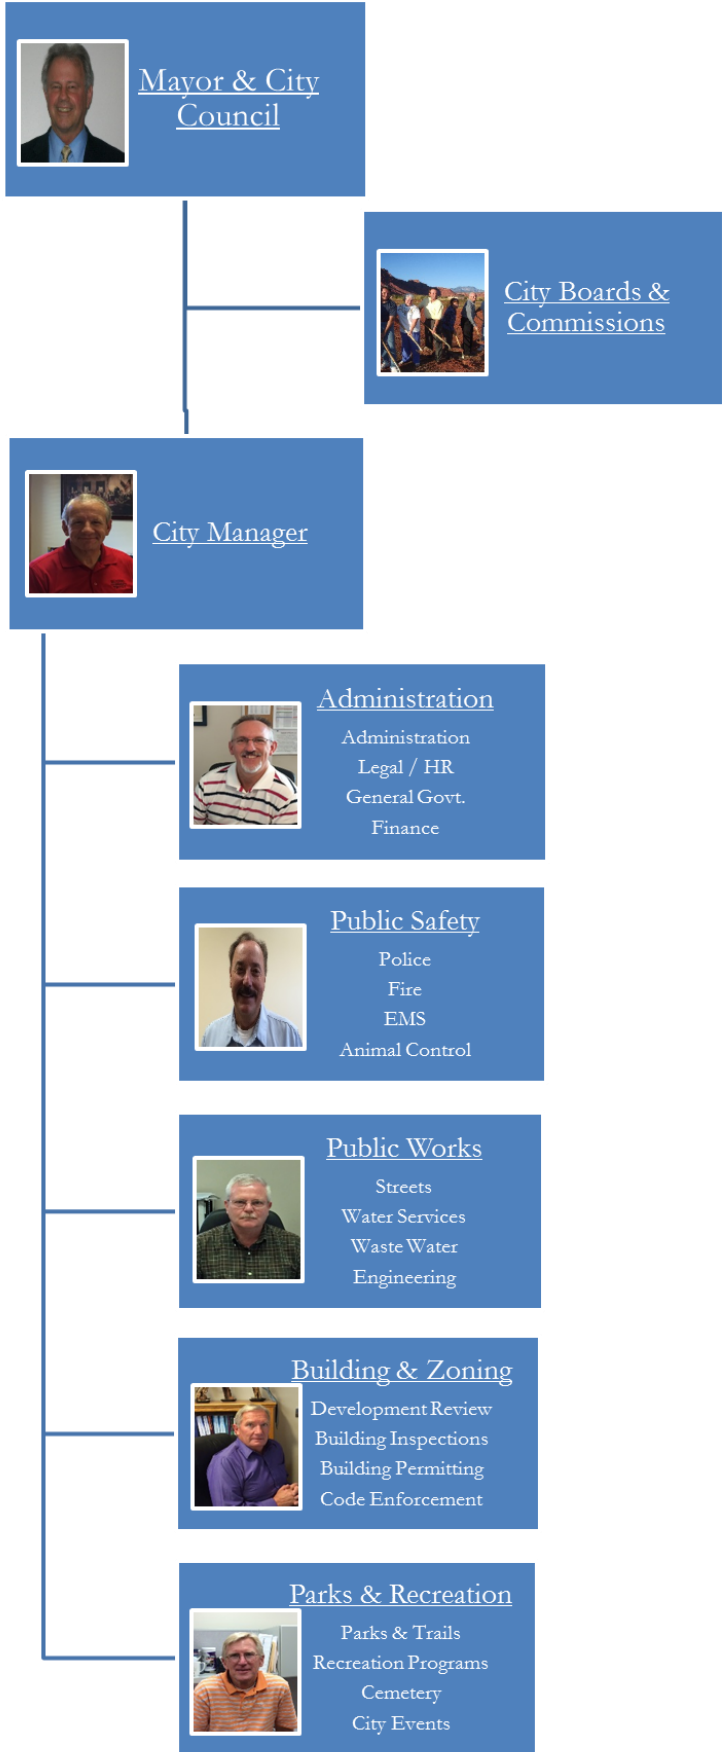 Mayor & City
Council
City Boards &
Commissions
City Manager
Administration
Administration
Legal / HR
General Govt.
Finance
Public Safety
Police
Fire
EMS
Animal Control
Public Works
Streets
Water Services
Waste Water
Engineering
Building & Zoning
Development Review
Building Inspections
Building Permitting
Code Enforcement
Parks & Recreation
Parks & Trails
Recreation Programs
Cemetery
City Events